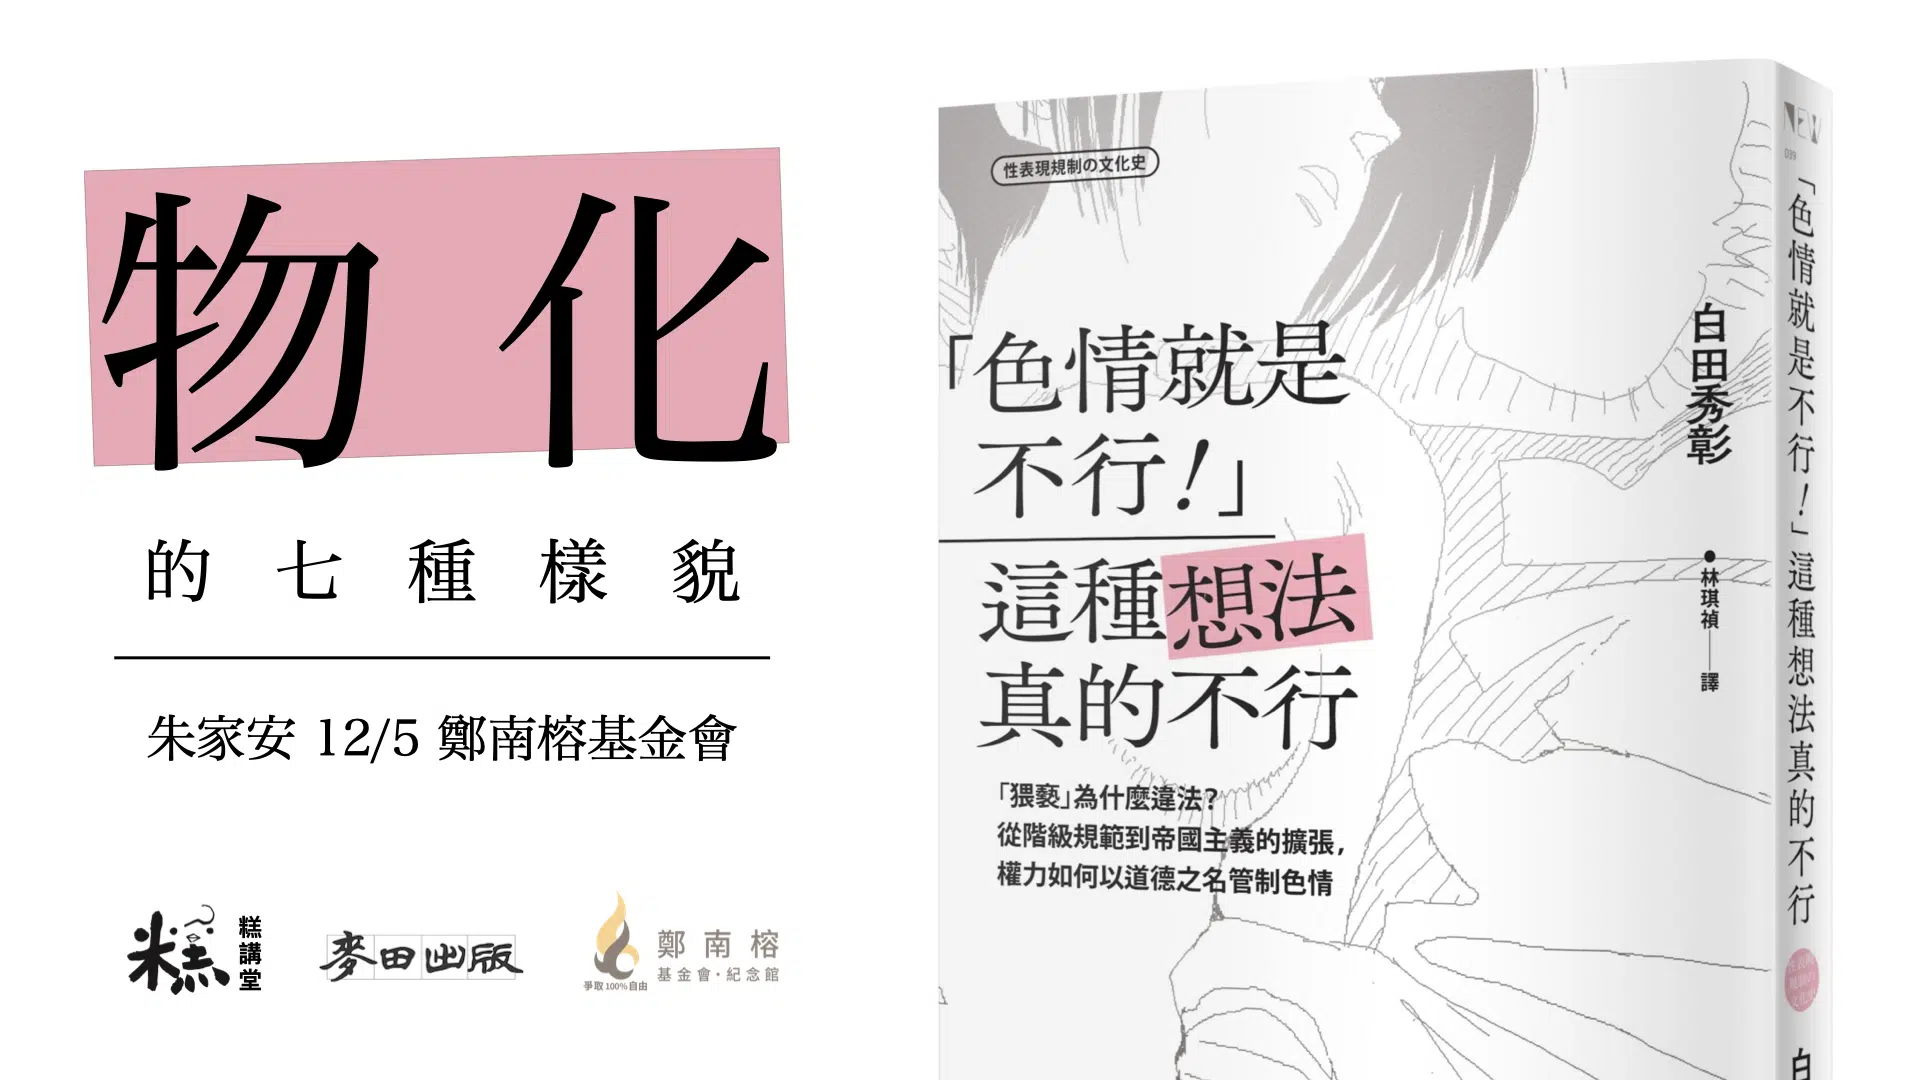 物化
的七種樣貌
朱家安 12/5 鄭南榕基金會
糕
糕講堂
麥田出版
爭取100%自由
鄭南榕
基金會·紀念館
性表現規制の文化史
「色情就是
不行!」
這種想法
真的不行
「猥褻」為什麼違法?
從階級規範到帝國主義的擴張,
權力如何以道德之名管制色情
白田秀彰
●林琪禎——譯
NEW
039
「色情就是不行!」這種想法真的不行
白